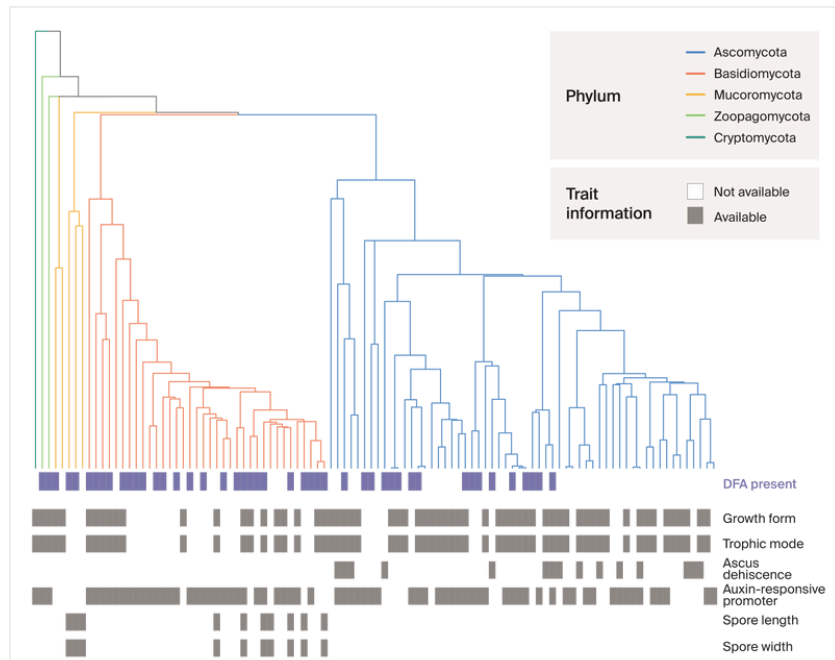 Phylum
Ascomycota
Basidiomycota
Mucoromycota
Zoopagomycota
Cryptomycota
Trait
information
Not available
Available
DFA present
Growth form
Trophic mode
Ascus
dehiscence
Auxin-responsive
promoter
Spore length
Spore width